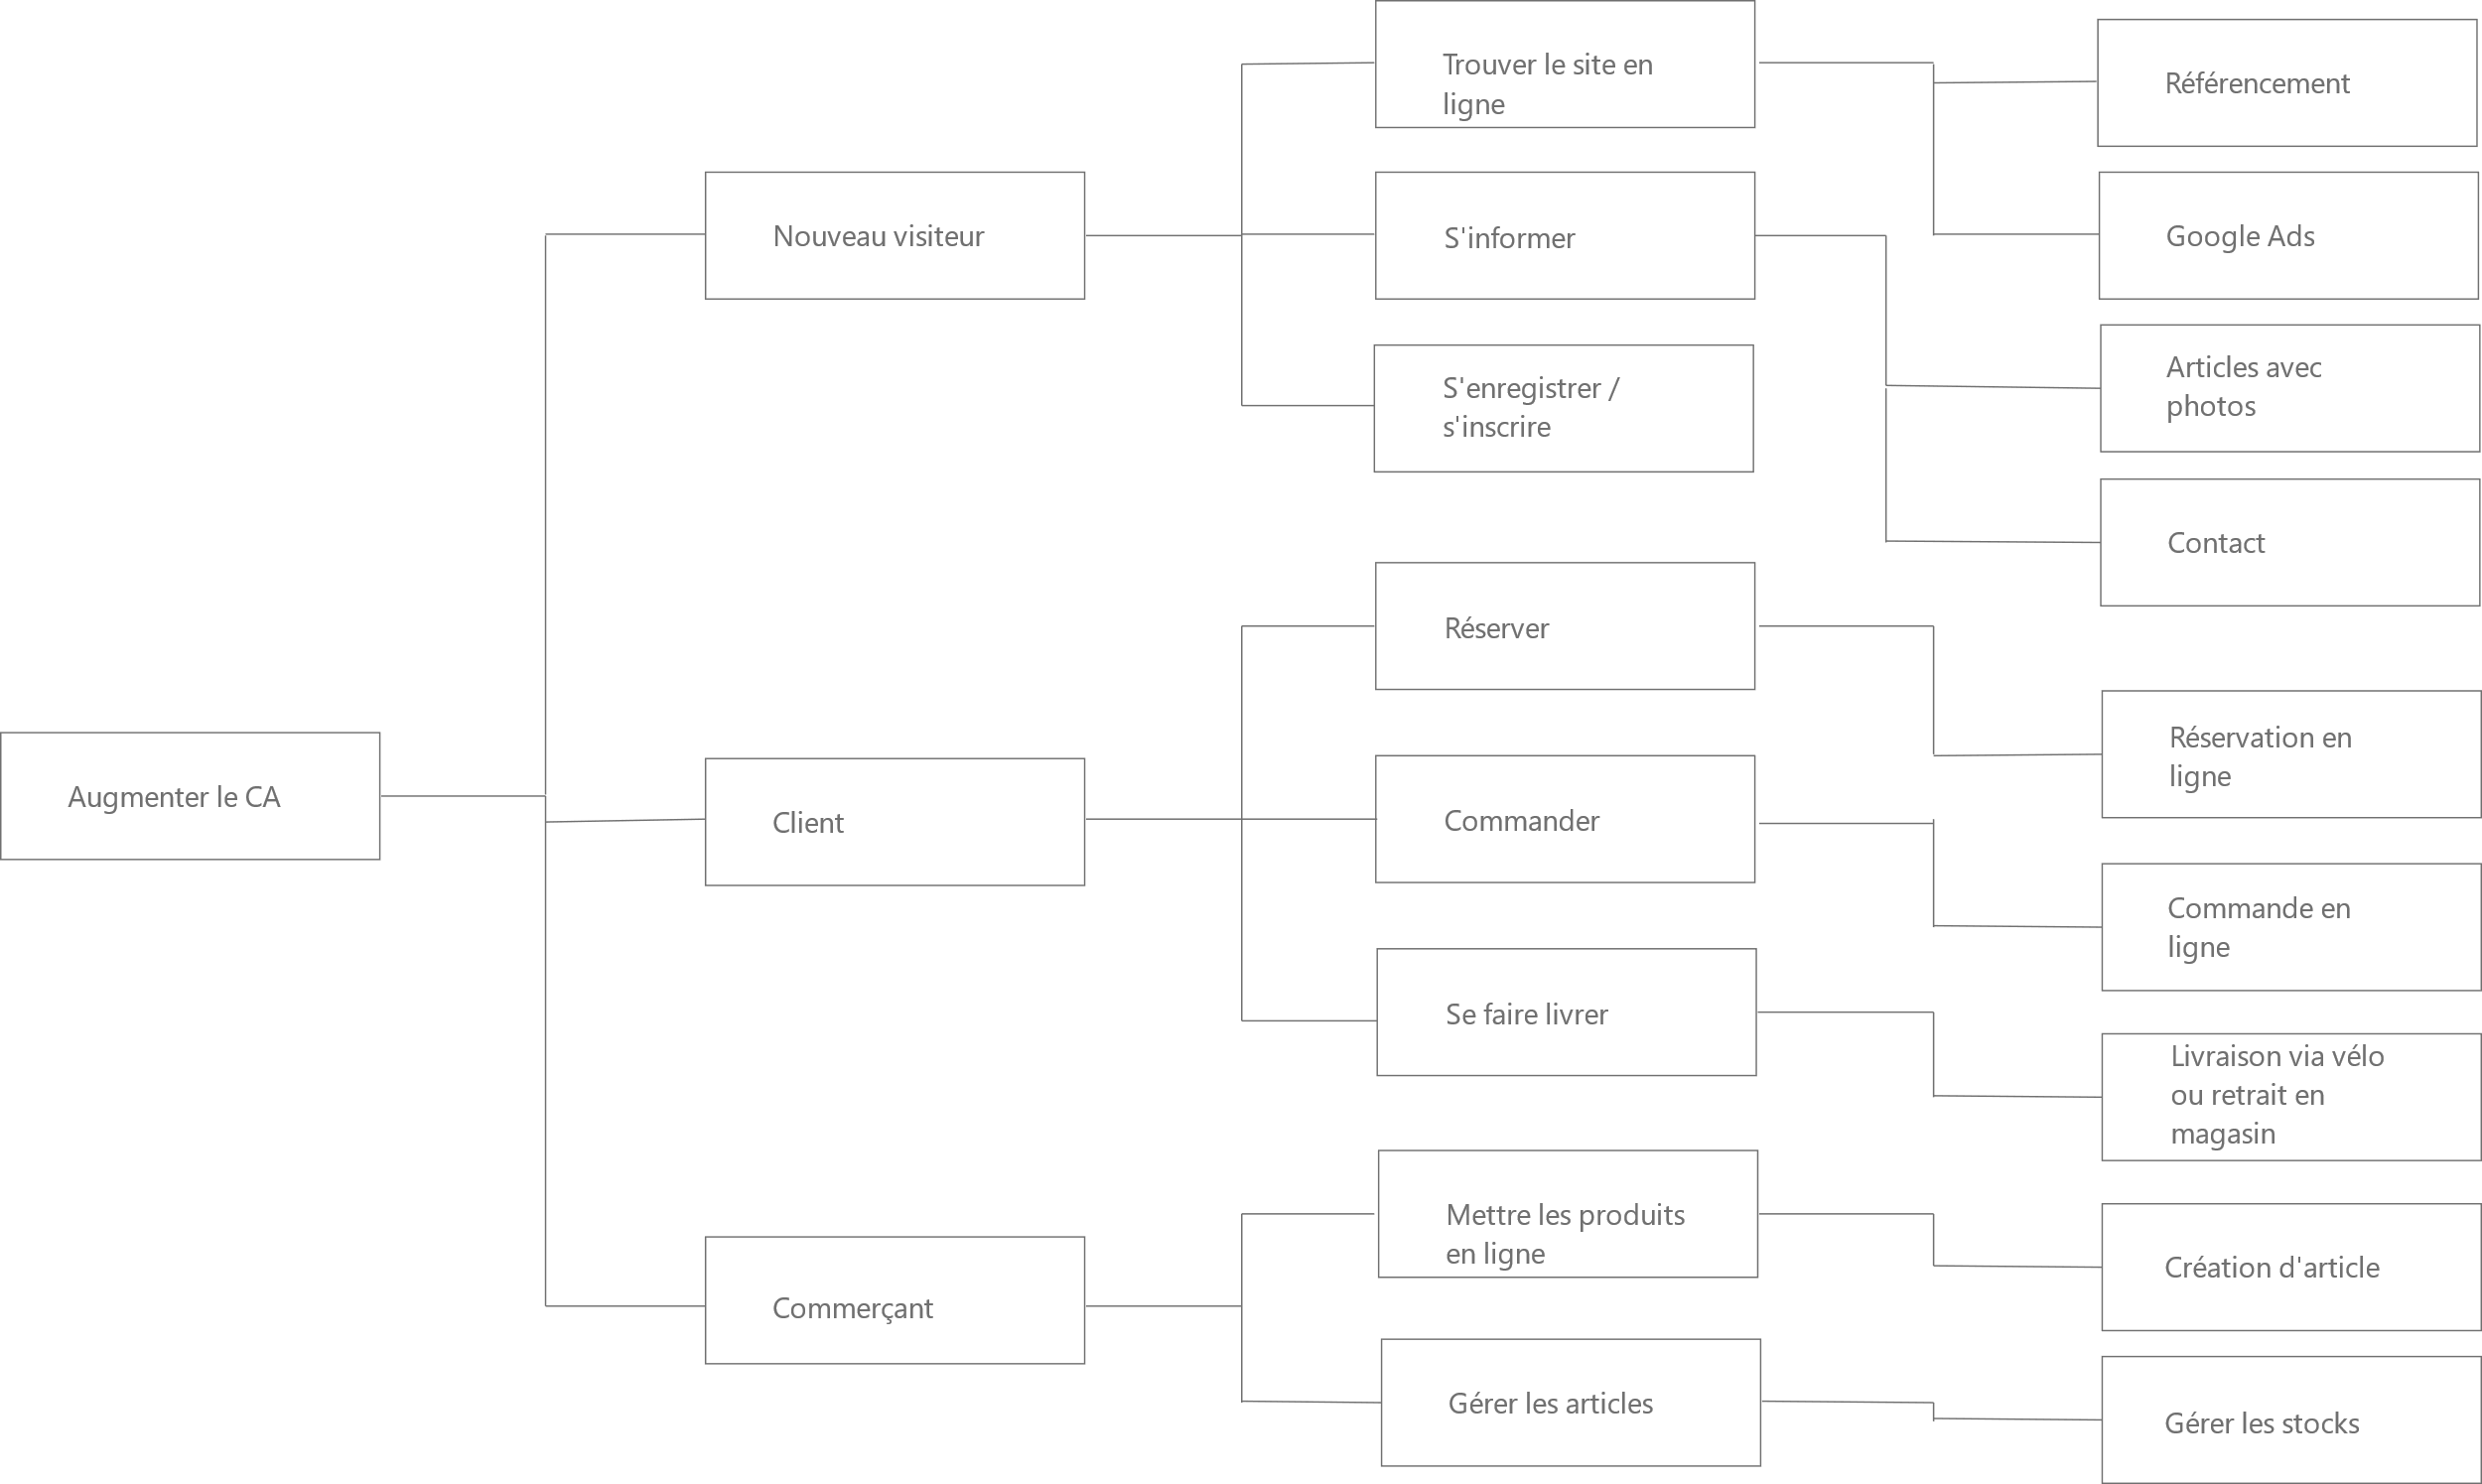 Trouver le site en
ligne
Référencement
Nouveau visiteur
S'informer
Google Ads
S'enregistrer /
s'inscrire
Articles avec
photos
Contact
Réserver
Réservation en
ligne
Augmenter le CA
Client
Commander
Commande en
ligne
Se faire livrer
Livraison via vélo
ou retrait en
magasin
Mettre les produits
en ligne
Création d'article
Commerçant
Gérer les articles
Gérer les stocks